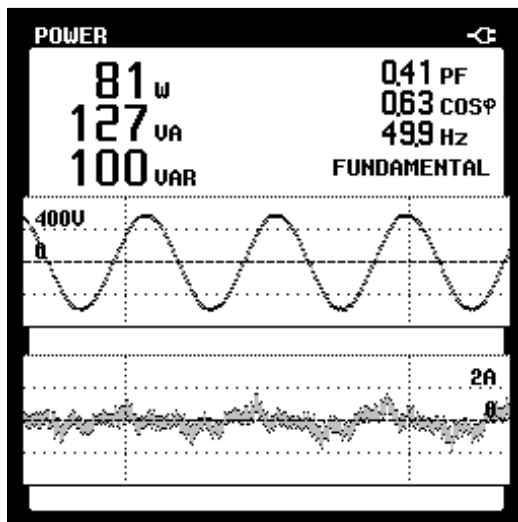 POWER
81 W
127 VA
100 VAR
0.41 PF
0.63 COSφ
49.9 Hz
FUNDAMENTAL
400V
0
2A
0